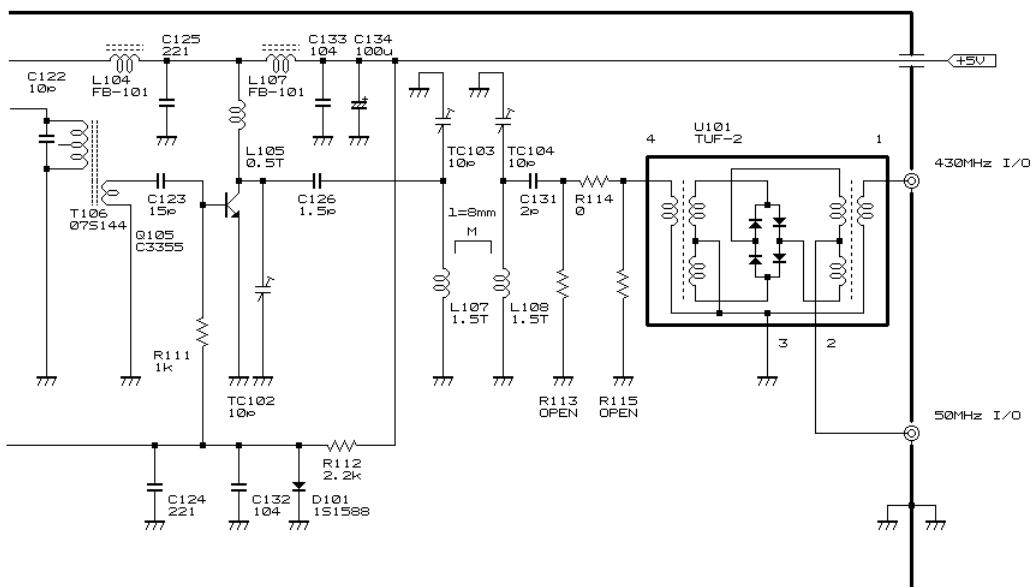 C125
221
C133
104
C134
100u
+
+5V
L104
FB-101
L107
FB-101
C122
10p
L105
0.5T
TC103
10p
TC104
10p
U101
TUF-2
4
1
430MHz I/O
C123
15p
C126
1.5p
C131
2p
R114
0
T106
07S144
Q105
C3355
l=8mm
M
L107
1.5T
L108
1.5T
R111
1k
3
2
TC102
10p
R113
OPEN
R115
OPEN
50MHz I/O
R112
2.2k
C124
221
C132
104
D101
1S1588